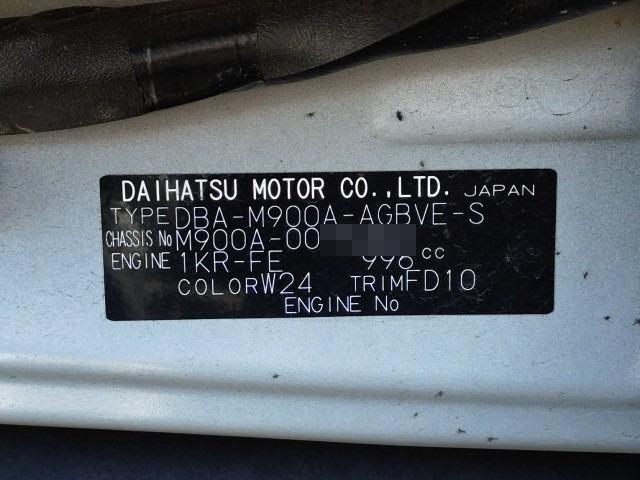 DAIHATSU MOTOR CO.,LTD. JAPAN
TYPE DBA-M900A-AGBVE-S
CHASSIS No M900A-00
ENGINE 1KR-FE 996 cc
COLOR W24 TRIM FD10
ENGINE No